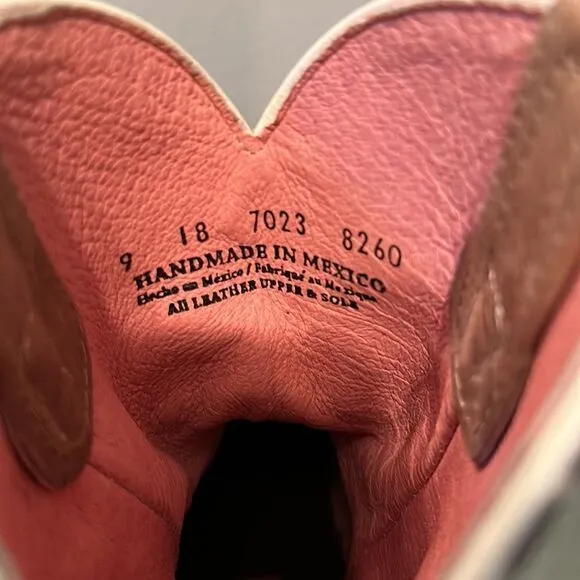 9 18 7023 8260
HANDMADE IN MEXICO
Hecho en México / Fabriqué au Mexique
All LEATHER UPPER & SOLE